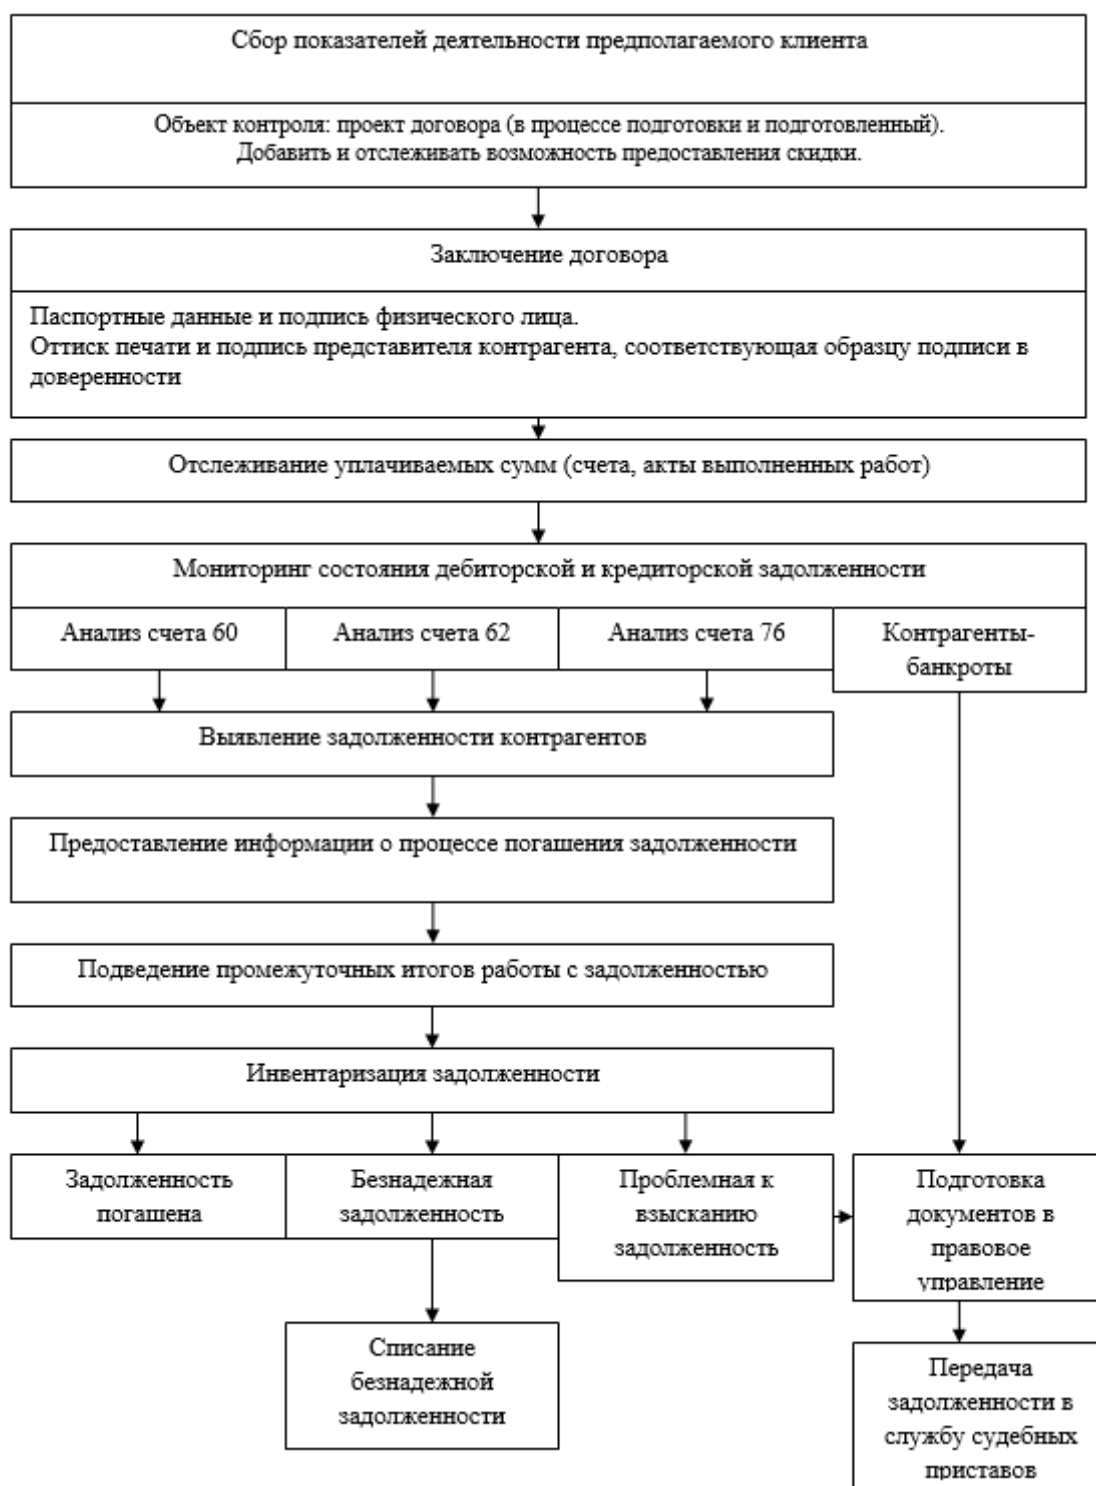 Сбор показателей деятельности предполагаемого клиента
Объект контроля: проект договора (в процессе подготовки и подготовленный).
Добавить и отслеживать возможность предоставления скидки.
Заключение договора
Паспортные данные и подпись физического лица.
Оттиск печати и подпись представителя контрагента, соответствующая образцу подписи в
доверенности
Отслеживание уплачиваемых сумм (счета, акты выполненных работ)
Мониторинг состояния дебиторской и кредиторской задолженности
Анализ счета 60
Анализ счета 62
Анализ счета 76
Контрагенты-
банкроты
Выявление задолженности контрагентов
Предоставление информации о процессе погашения задолженности
Подведение промежуточных итогов работы с задолженностью
Инвентаризация задолженности
Задолженность
погашена
Безнадежная
задолженность
Проблемная к
взысканию
задолженность
Подготовка
документов в
правовое
управление
Списание
безнадежной
задолженности
Передача
задолженности в
службу судебных
приставов